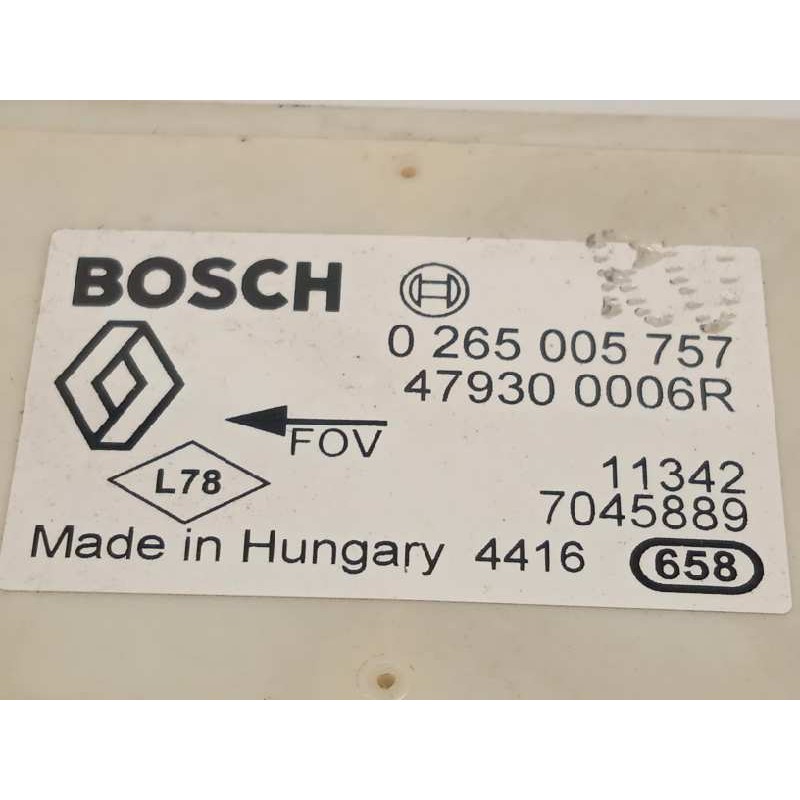 BOSCH
0 265 005 757
47930 0006R
FOV
L78
11342
7045889
Made in Hungary 4416 658